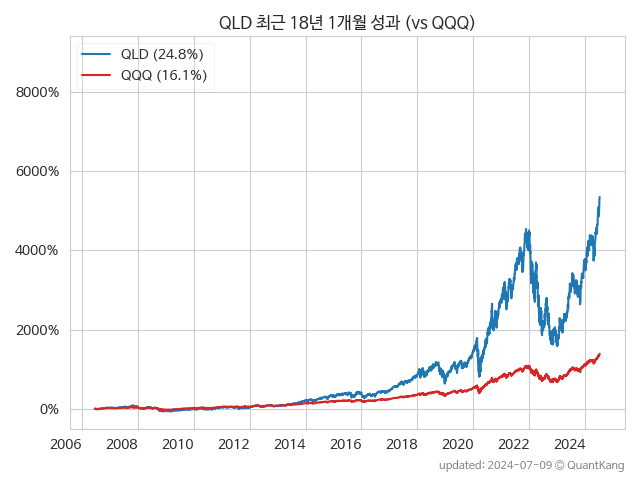 QLD 최근 18년 1개월 성과 (vs QQQ)
QLD (24.8%)
QQQ (16.1%)
8000%
6000%
4000%
2000%
0%
2006 2008 2010 2012 2014 2016 2018 2020 2022 2024
updated: 2024-07-09 © QuantKang